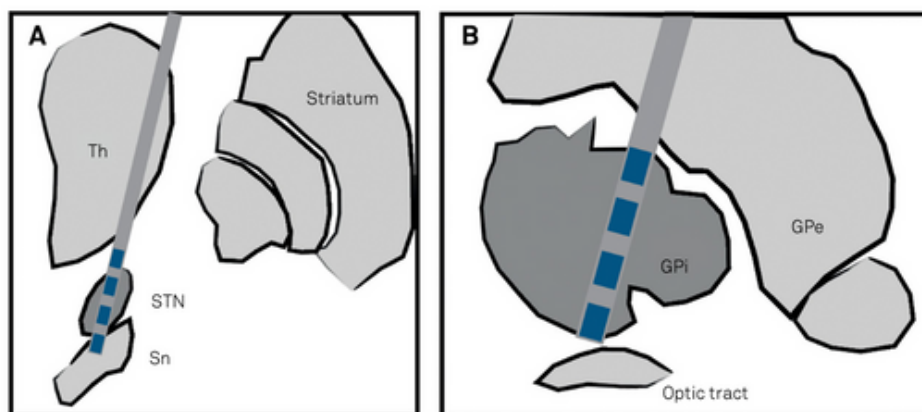 A
Striatum
Th
STN
Sn
B
GPe
GPi
Optic tract